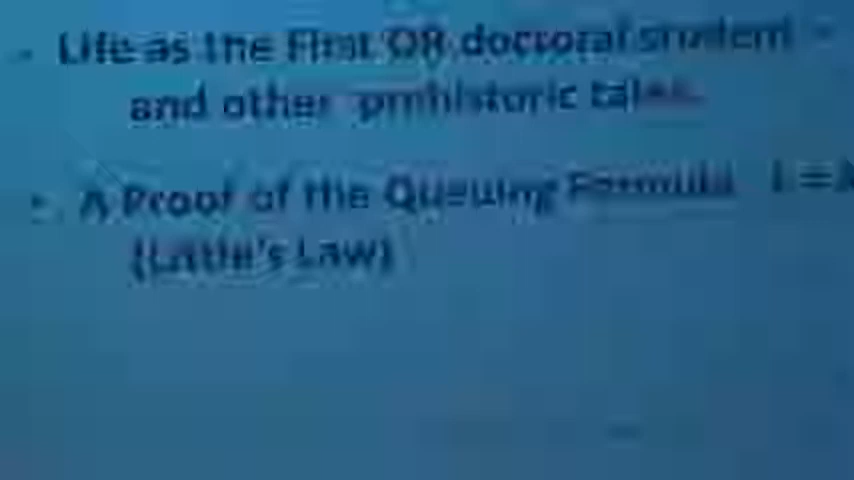 - Life as the First OR doctoral student -
and other prehistoric tales.
• A Proof of the Queuing Formula L = λ
(Little's Law)